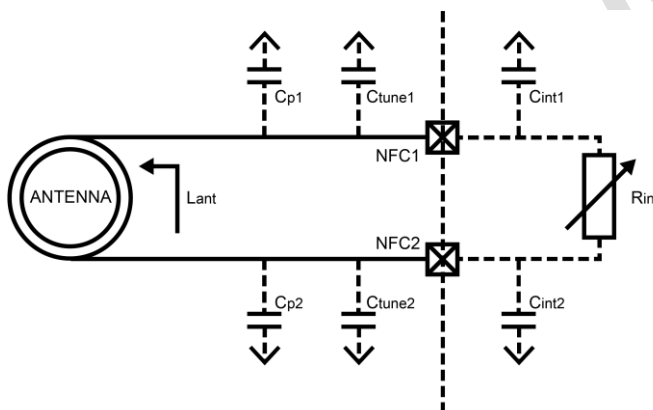 Cp1
Ctune1
Cint1
NFC1
ANTENNA
Lant
Rin
NFC2
Cp2
Ctune2
Cint2